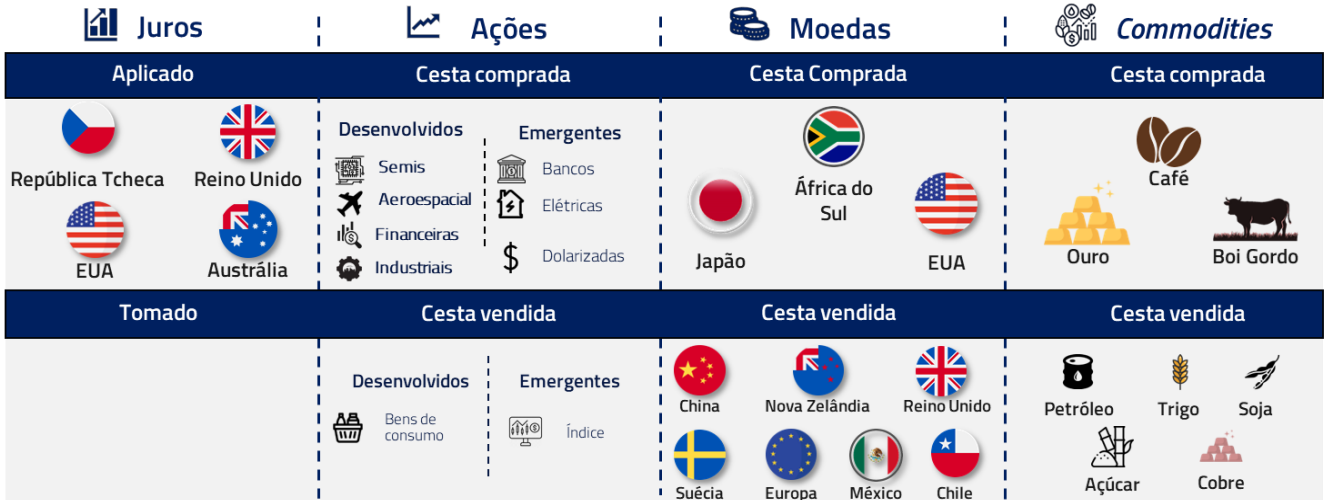 Juros
Ações
Moedas
Commodities
Aplicado
Cesta comprada
Cesta Comprada
Cesta comprada
República Tcheca
Reino Unido
EUA
Austrália
Desenvolvidos
Semis
Aeroespacial
Financeiras
Industriais
Emergentes
Bancos
Elétricas
Dolarizadas
Japão
África do
Sul
EUA
Café
Ouro
Boi Gordo
Tomado
Cesta vendida
Cesta vendida
Cesta vendida
Desenvolvidos
Bens de
consumo
Emergentes
Índice
China
Nova Zelândia
Reino Unido
Suécia
Europa
México
Chile
Petróleo
Trigo
Soja
Açúcar
Cobre